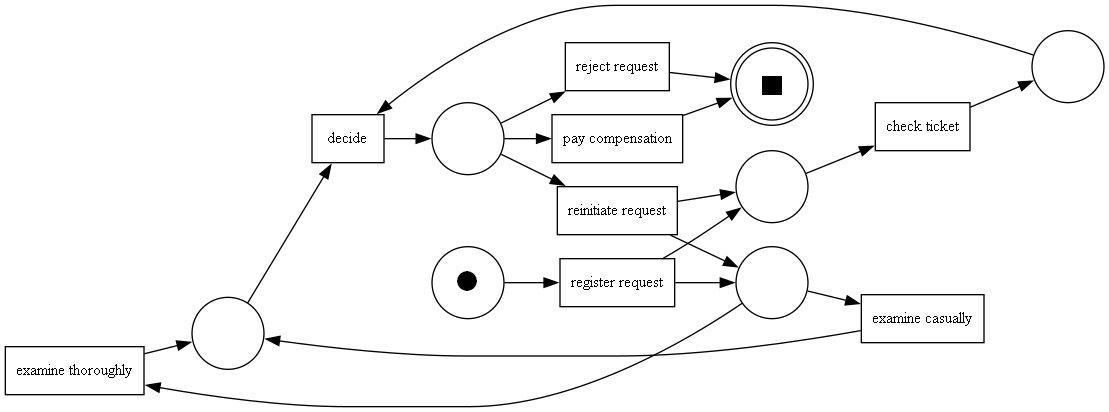 reject request
decide
pay compensation
check ticket
reinitiate request
register request
examine casually
examine thoroughly